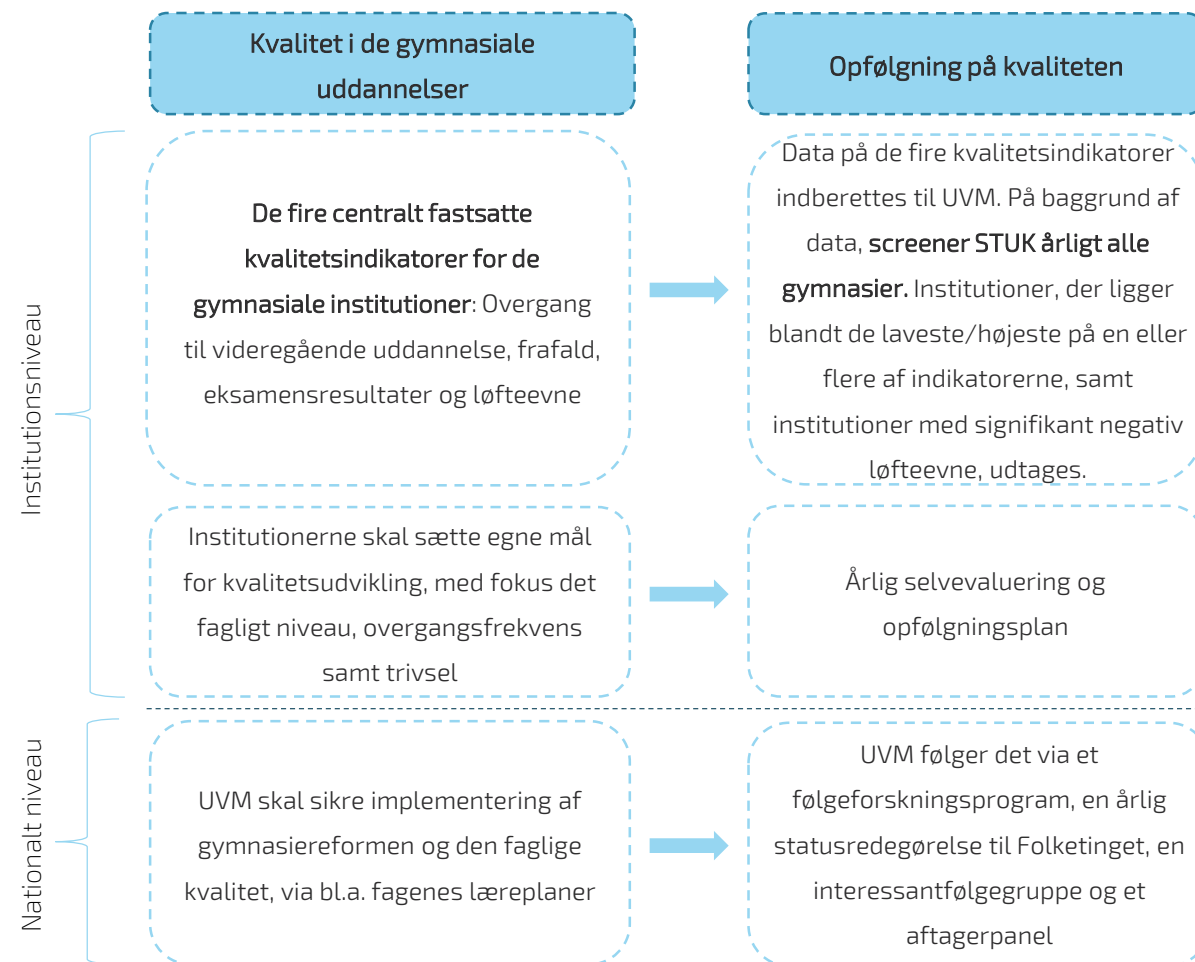 Kvalitet i de gymnasiale
uddannelser
Opfølgning på kvaliteten
Institutionsniveau
De fire centralt fastsatte
kvalitetsindikatorer for de
gymnasiale institutioner: Overgang
til videregående uddannelse, frafald,
eksamensresultater og løfteevne
Data på de fire kvalitetsindikatorer
indberettes til UVM. På baggrund af
data, screener STUK årligt alle
gymnasier. Institutioner, der ligger
blandt de laveste/højeste på en eller
flere af indikatorerne, samt
institutioner med signifikant negativ
løfteevne, udtages.
Institutionerne skal sætte egne mål
for kvalitetsudvikling, med fokus det
fagligt niveau, overgangsfrekvens
samt trivsel
Årlig selvevaluering og
opfølgningsplan
Nationalt niveau
UVM skal sikre implementering af
gymnasiereformen og den faglige
kvalitet, via bl.a. fagenes læreplaner
UVM følger det via et
følgeforskningsprogram, en årlig
statusredegørelse til Folketinget, en
interessantfølgegruppe og et
aftagerpanel